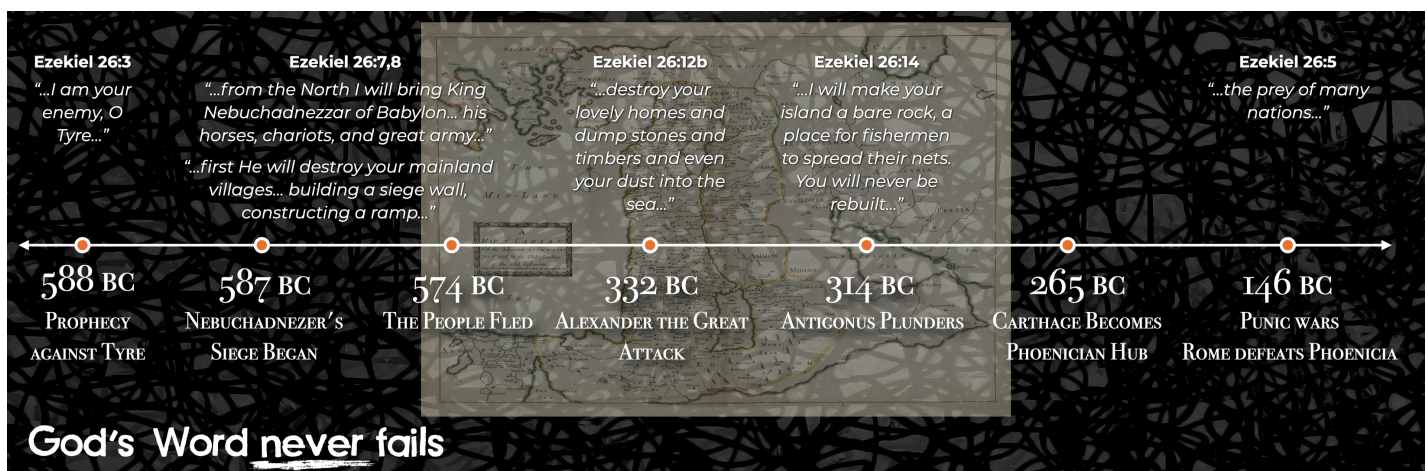 Ezekiel 26:3
“...I am your
enemy, O
Tyre...”
Ezekiel 26:7,8
“...from the North I will bring King
Nebuchadnezzar of Babylon... his
horses, chariots, and great army...”
“...first He will destroy your mainland
villages... building a siege wall,
constructing a ramp...”
Ezekiel 26:12b
“...destroy your
lovely homes and
dump stones and
timbers and even
your dust into the
sea...”
Ezekiel 26:14
“...I will make your
island a bare rock, a
place for fishermen
to spread their nets.
You will never be
rebuilt...”
Ezekiel 26:5
“...the prey of many
nations...”
588 BC
Prophecy
against Tyre
587 BC
Nebuchadnezer's
Siege Began
574 BC
The People Fled
332 BC
Alexander the Great
Attack
314 BC
Antigonus Plunders
265 BC
Carthage Becomes
Phoenician Hub
146 BC
Punic wars
Rome defeats Phoenicia
God's Word never fails